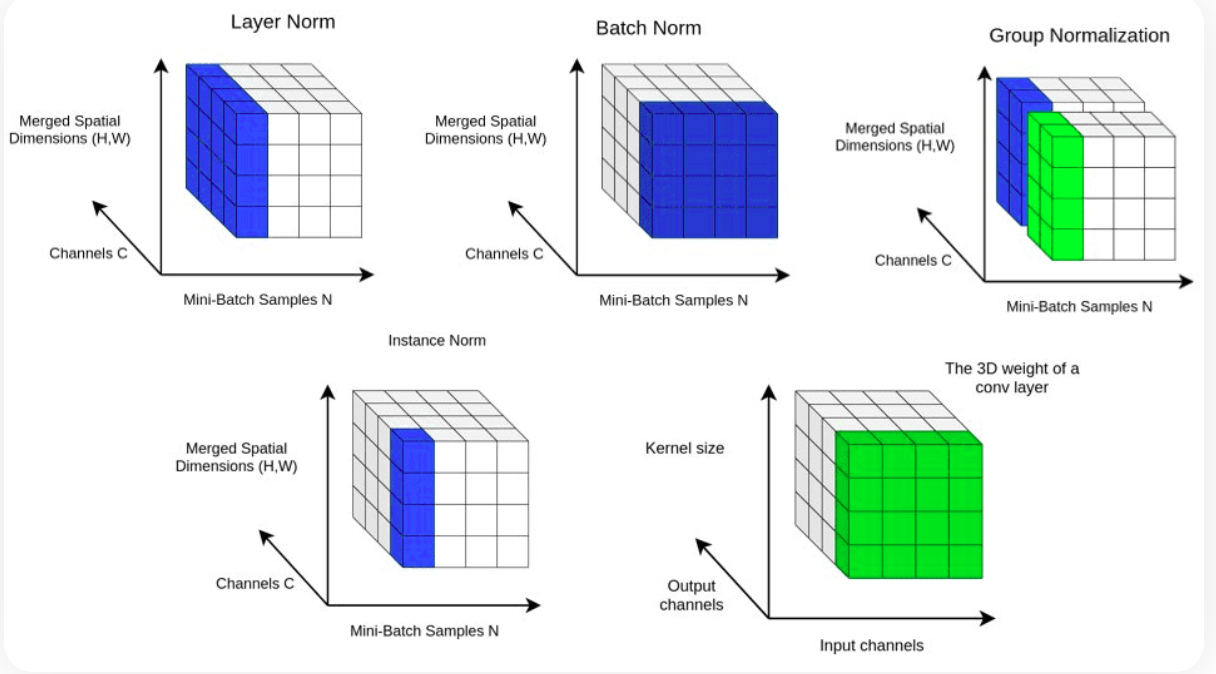 Layer Norm
Batch Norm
Group Normalization
Merged Spatial
Dimensions (H,W)
Channels C
Mini-Batch Samples N
Merged Spatial
Dimensions (H,W)
Channels C
Mini-Batch Samples N
Merged Spatial
Dimensions (H,W)
Channels C
Mini-Batch Samples N
Instance Norm
Merged Spatial
Dimensions (H,W)
Channels C
Mini-Batch Samples N
The 3D weight of a
conv layer
Kernel size
Output
channels
Input channels